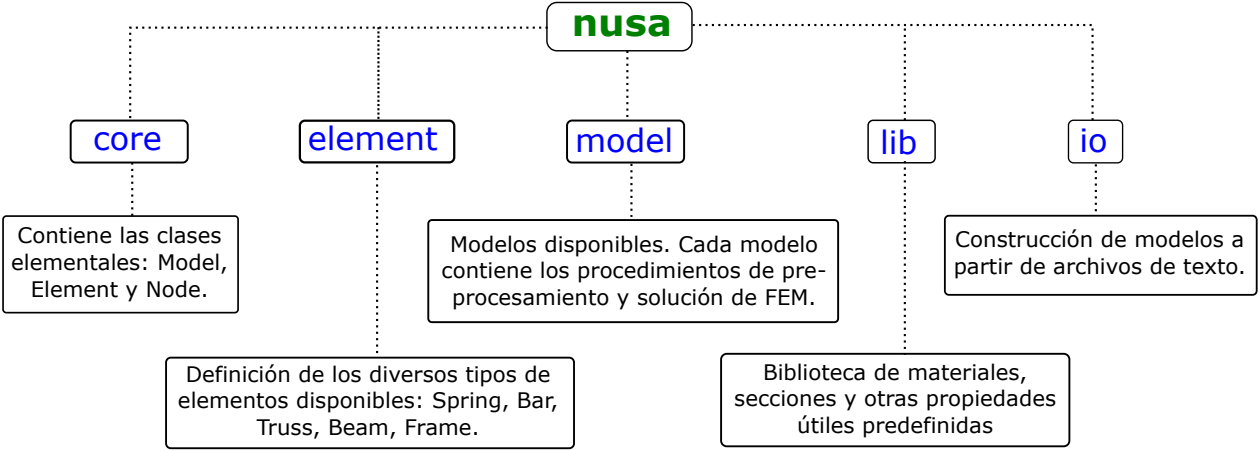 nusa
core
element
model
lib
io
Contiene las clases
elementales: Model,
Element y Node.
Modelos disponibles. Cada modelo
contiene los procedimientos de pre-
procesamiento y solución de FEM.
Construcción de modelos a
partir de archivos de texto.
Definición de los diversos tipos de
elementos disponibles: Spring, Bar,
Truss, Beam, Frame.
Biblioteca de materiales,
secciones y otras propiedades
útiles predefinidas